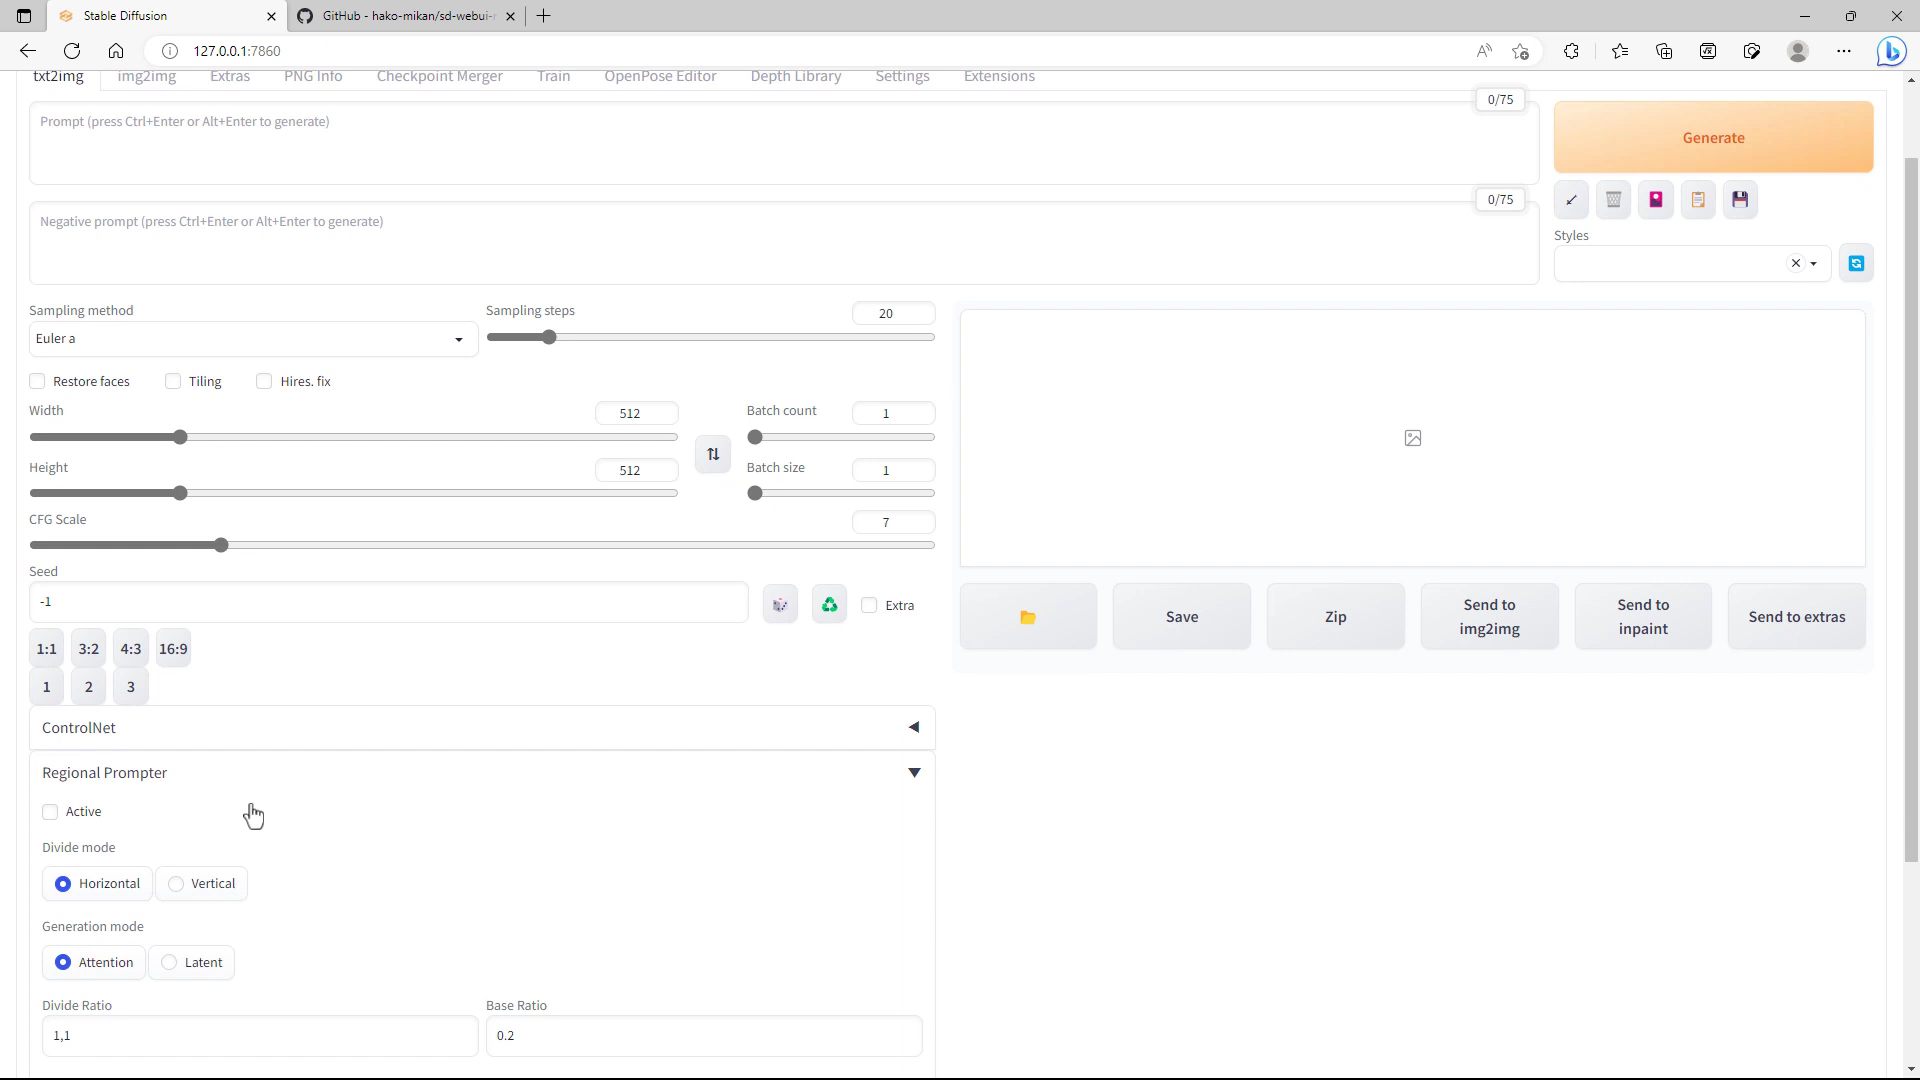 Stable Diffusion
GitHub - hako-mikan/sd-webui-r
127.0.0.1:7860
txt2img img2img Extras PNG Info Checkpoint Merger Train OpenPose Editor Depth Library Settings Extensions
0/75
Prompt (press Ctrl+Enter or Alt+Enter to generate)
Generate
0/75
Negative prompt (press Ctrl+Enter or Alt+Enter to generate)
Styles
Sampling method
Euler a
Sampling steps
20
Restore faces Tiling Hires. fix
Width
512
Batch count
1
Height
512
Batch size
1
CFG Scale
7
Seed
-1
Extra
Save
Zip
Send to
img2img
Send to
inpaint
Send to extras
1:1 3:2 4:3 16:9
1 2 3
ControlNet
Regional Prompter
Active
Divide mode
Horizontal Vertical
Generation mode
Attention Latent
Divide Ratio
1,1
Base Ratio
0.2